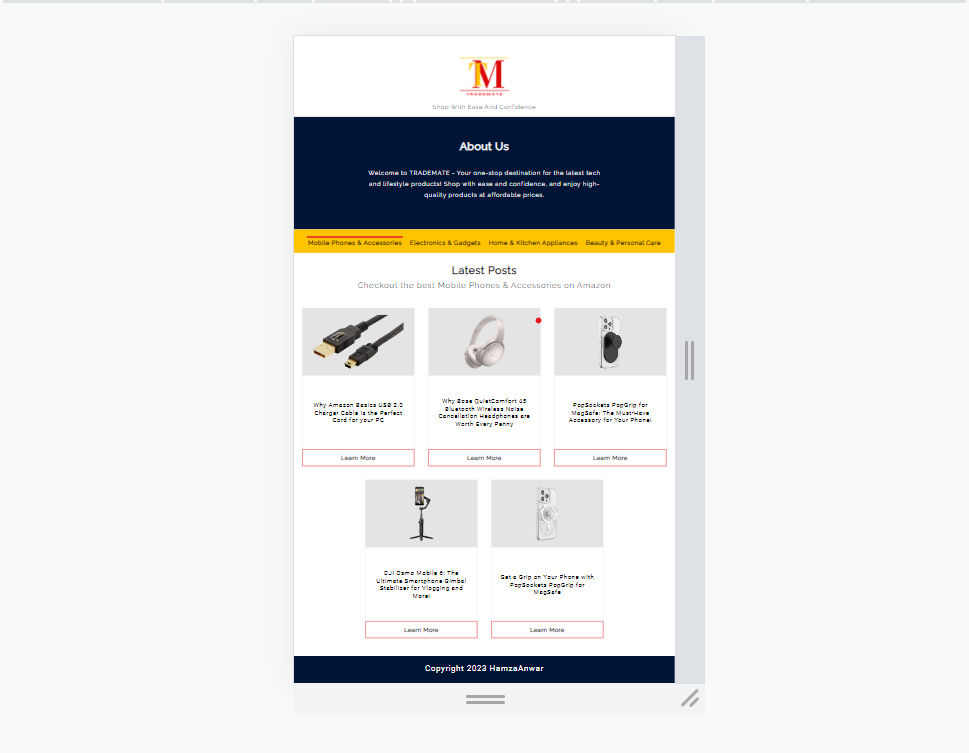 TM
TRADEMATE
Shop With Ease And Confidence
About Us
Welcome to TRADEMATE - Your one-stop destination for the latest tech
and lifestyle products! Shop with ease and confidence, and enjoy high-
quality products at affordable prices.
Mobile Phones & Accessories Electronics & Gadgets Home & Kitchen Appliances Beauty & Personal Care
Latest Posts
Checkout the best Mobile Phones & Accessories on Amazon
Why Amazon Basics USB 2.0
Charger Cable is the Perfect
Cord for your PC
Learn More
Why Bose QuietComfort 45
Bluetooth Wireless Noise
Cancellation Headphones are
Worth Every Penny
Learn More
PopSockets PopGrip for
MagSafe: The Must-Have
Accessory for Your Phone!
Learn More
DJI Osmo Mobile 6: The
Ultimate Smartphone Gimbal
Stabilizer for Vlogging and
More!
Learn More
Get a Grip on Your Phone with
PopSockets PopGrip for
MagSafe
Learn More
Copyright 2023 HamzaAnwar